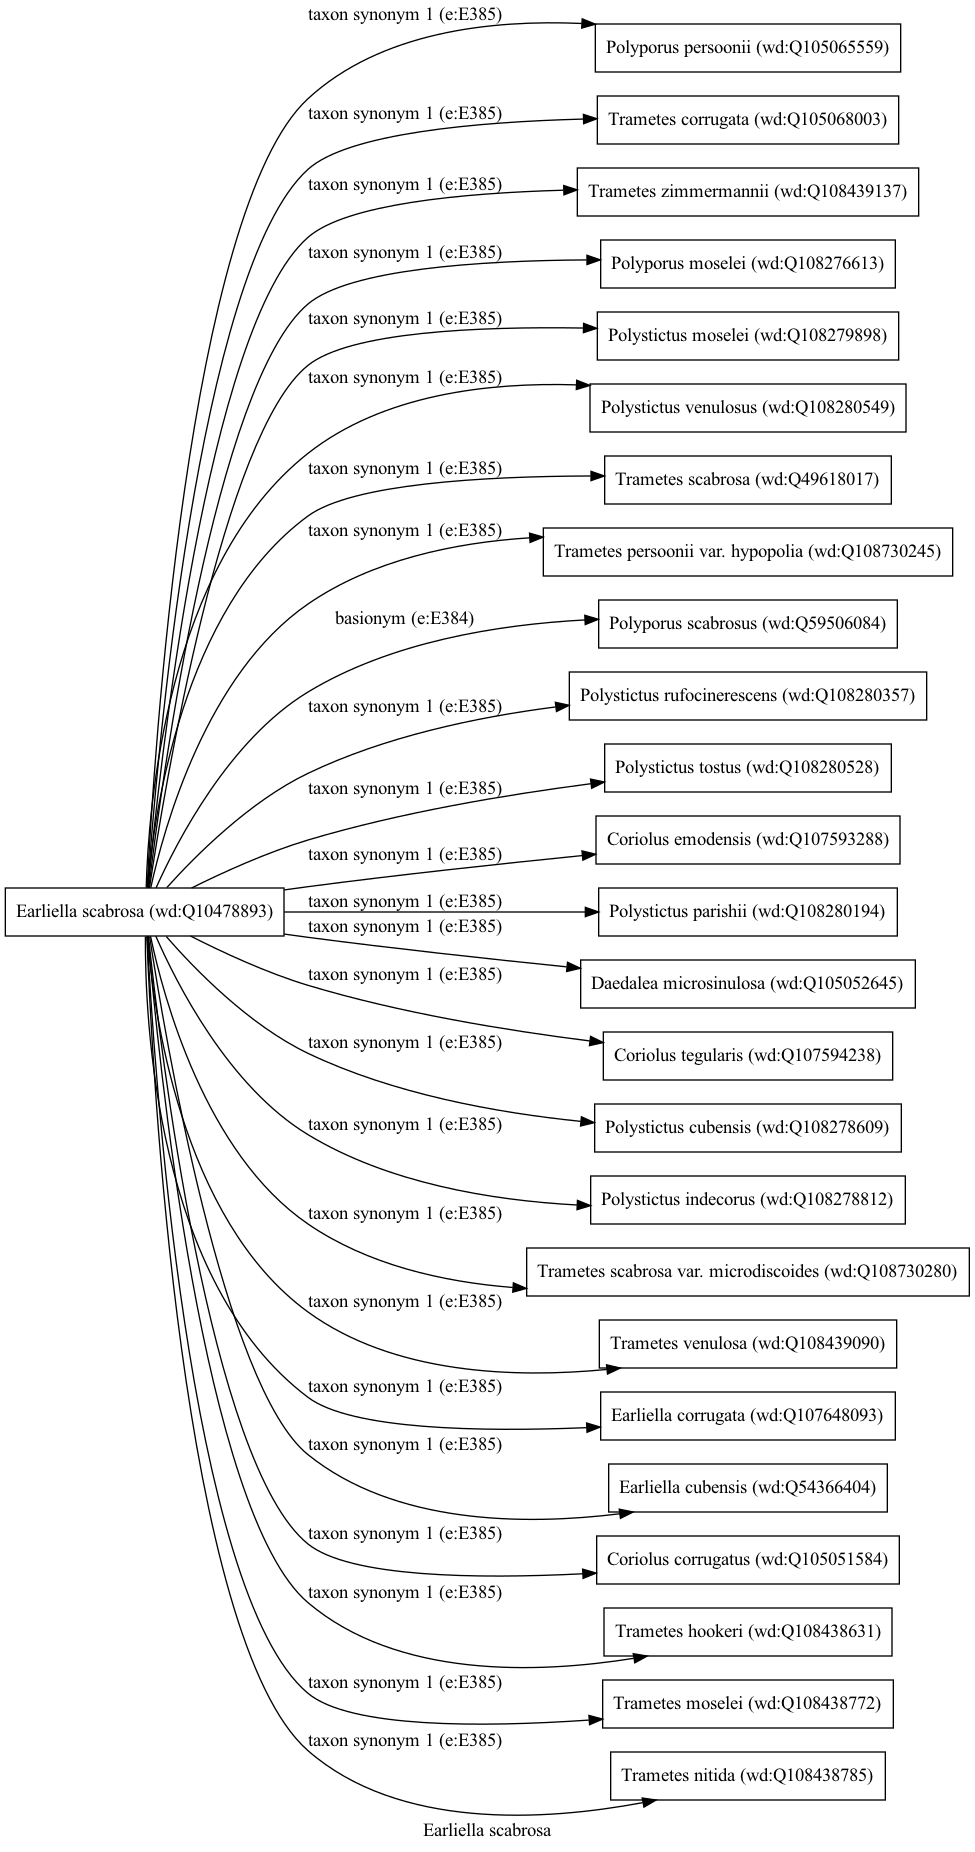 taxon synonym 1 (e:E385)
Polyporus persoonii (wd:Q105065559)
taxon synonym 1 (e:E385)
Trametes corrugata (wd:Q105068003)
taxon synonym 1 (e:E385)
Trametes zimmermannii (wd:Q108439137)
taxon synonym 1 (e:E385)
Polyporus moselei (wd:Q108276613)
taxon synonym 1 (e:E385)
Polystictus moselei (wd:Q108279898)
taxon synonym 1 (e:E385)
Polystictus venulosus (wd:Q108280549)
taxon synonym 1 (e:E385)
Trametes scabrosa (wd:Q49618017)
taxon synonym 1 (e:E385)
Trametes persoonii var. hypopolia (wd:Q108730245)
basionym (e:E384)
Polyporus scabrosus (wd:Q59506084)
taxon synonym 1 (e:E385)
Polystictus rufocinerescens (wd:Q108280357)
taxon synonym 1 (e:E385)
Polystictus tostus (wd:Q108280528)
taxon synonym 1 (e:E385)
Coriolus emodensis (wd:Q107593288)
Earliella scabrosa (wd:Q10478893)
taxon synonym 1 (e:E385)
Polystictus parishii (wd:Q108280194)
taxon synonym 1 (e:E385)
Daedalea microsinulosa (wd:Q105052645)
taxon synonym 1 (e:E385)
Coriolus tegularis (wd:Q107594238)
taxon synonym 1 (e:E385)
Polystictus cubensis (wd:Q108278609)
taxon synonym 1 (e:E385)
Polystictus indecorus (wd:Q108278812)
taxon synonym 1 (e:E385)
Trametes scabrosa var. microdiscoides (wd:Q108730280)
taxon synonym 1 (e:E385)
Trametes venulosa (wd:Q108439090)
taxon synonym 1 (e:E385)
Earliella corrugata (wd:Q107648093)
taxon synonym 1 (e:E385)
Earliella cubensis (wd:Q54366404)
taxon synonym 1 (e:E385)
Coriolus corrugatus (wd:Q105051584)
taxon synonym 1 (e:E385)
Trametes hookeri (wd:Q108438631)
taxon synonym 1 (e:E385)
Trametes moselei (wd:Q108438772)
taxon synonym 1 (e:E385)
Trametes nitida (wd:Q108438785)
Earliella scabrosa